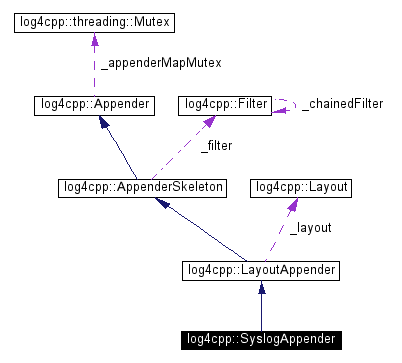 log4cpp::threading::Mutex
_appenderMapMutex
log4cpp::Appender
log4cpp::Filter
_chainedFilter
_filter
log4cpp::AppenderSkeleton
log4cpp::Layout
_layout
log4cpp::LayoutAppender
log4cpp::SyslogAppender